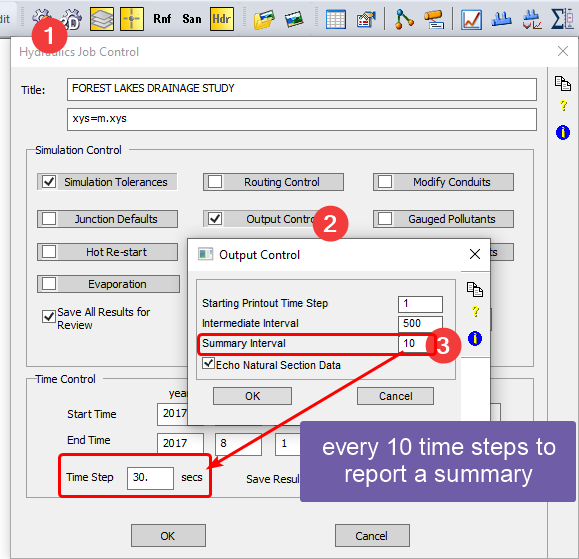 dit
2D
Rnf
San
Hdr
1
Hydraulics Job Control
Title:
FOREST LAKES DRAINAGE STUDY
xys=m.xys
?
i
Simulation Control
Simulation Tolerances
Routing Control
Modify Conduits
Junction Defaults
Output Contro
2
Gauged Pollutants
Hot Re-start
ts
Evaporation
Save All Results for
Review
Output Control
Starting Printout Time Step
1
Intermediate Interval
500
Summary Interval
10
3
Echo Natural Section Data
OK
Cancel
?
i
Time Control
yea
Start Time
2017
End Time
2017
8
1
Time Step
30.
secs
Save Resul
every 10 time steps to
report a summary
OK
Cancel